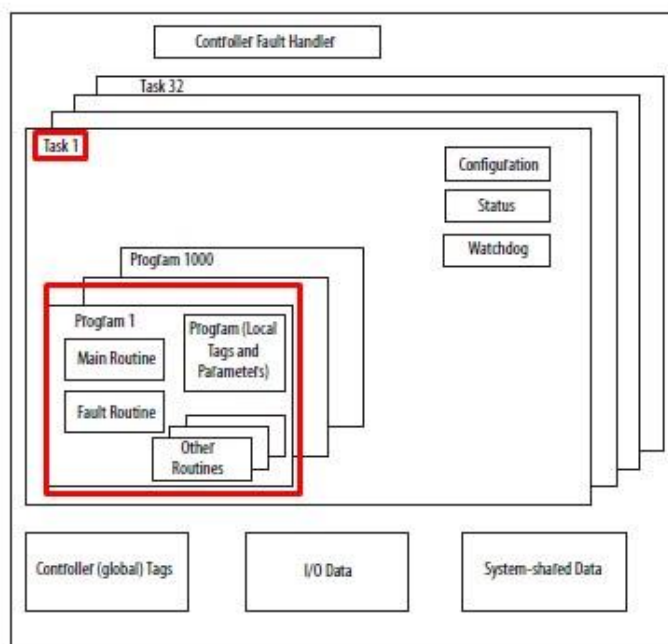 Controller Fault Handler
Task 32
Task 1
Configuration
Status
Watchdog
Program 1000
Program 1
Main Routine
Fault Routine
Program (Local
Tags and
Parameters)
Other
Routines
Controller (global) Tags
I/O Data
System-shared Data